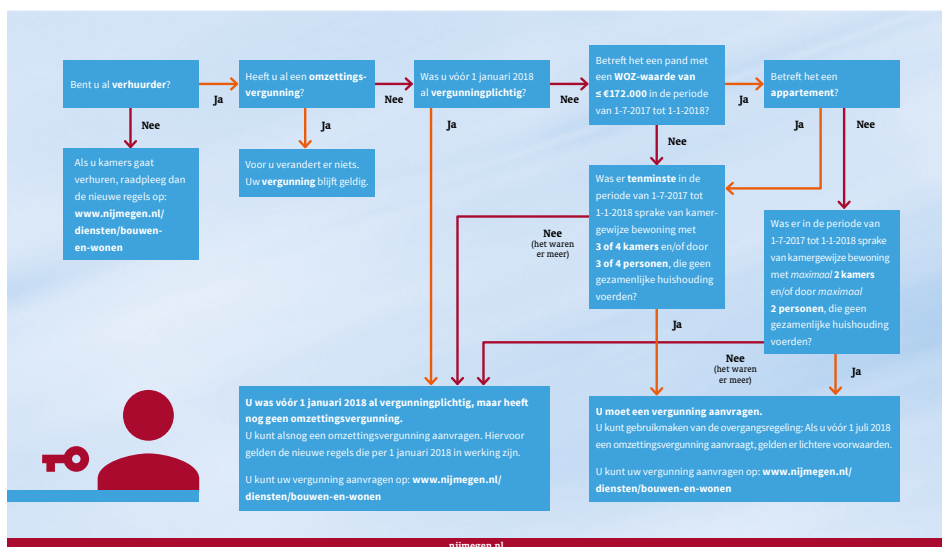 Bent u al verhuurder?
Ja
Nee
Als u kamers gaat
verhuren, raadpleeg dan
de nieuwe regels op:
www.nijmegen.nl/
diensten/bouwen-
en-wonen
Heeft u al een omzettings-
vergunning?
Nee
Ja
Voor u verandert er niets.
Uw vergunning blijft geldig.
Was u vóór 1 januari 2018
al vergunningplichtig?
Nee
Ja
Betreft het een pand met
een WOZ-waarde van
≤ €172.000 in de periode
van 1-7-2017 tot 1-1-2018?
Ja
Nee
Betreft het een
appartement?
Ja
Nee
Was er tenminste in de
periode van 1-7-2017 tot
1-1-2018 sprake van kamer-
gewijze bewoning met
3 of 4 kamers en/of door
3 of 4 personen, die geen
gezamenlijke huishouding
voerden?
Nee
(het waren
er meer)
Ja
Was er in de periode van
1-7-2017 tot 1-1-2018 sprake
van kamergewijze bewoning
met maximaal 2 kamers
en/of door maximaal
2 personen, die geen
gezamenlijke huishouding
voerden?
Nee
(het waren
er meer)
Ja
U was vóór 1 januari 2018 al vergunningplichtig, maar heeft
nog geen omzettingsvergunning.
U kunt alsnog een omzettingsvergunning aanvragen. Hiervoor
gelden de nieuwe regels die per 1 januari 2018 in werking zijn.
U kunt uw vergunning aanvragen op: www.nijmegen.nl/
diensten/bouwen-en-wonen
U moet een vergunning aanvragen.
U kunt gebruikmaken van de overgangsregeling: Als u vóór 1 juli 2018
een omzettingsvergunning aanvraagt, gelden er lichtere voorwaarden.
U kunt uw vergunning aanvragen op: www.nijmegen.nl/
diensten/bouwen-en-wonen
nijmegen.nl